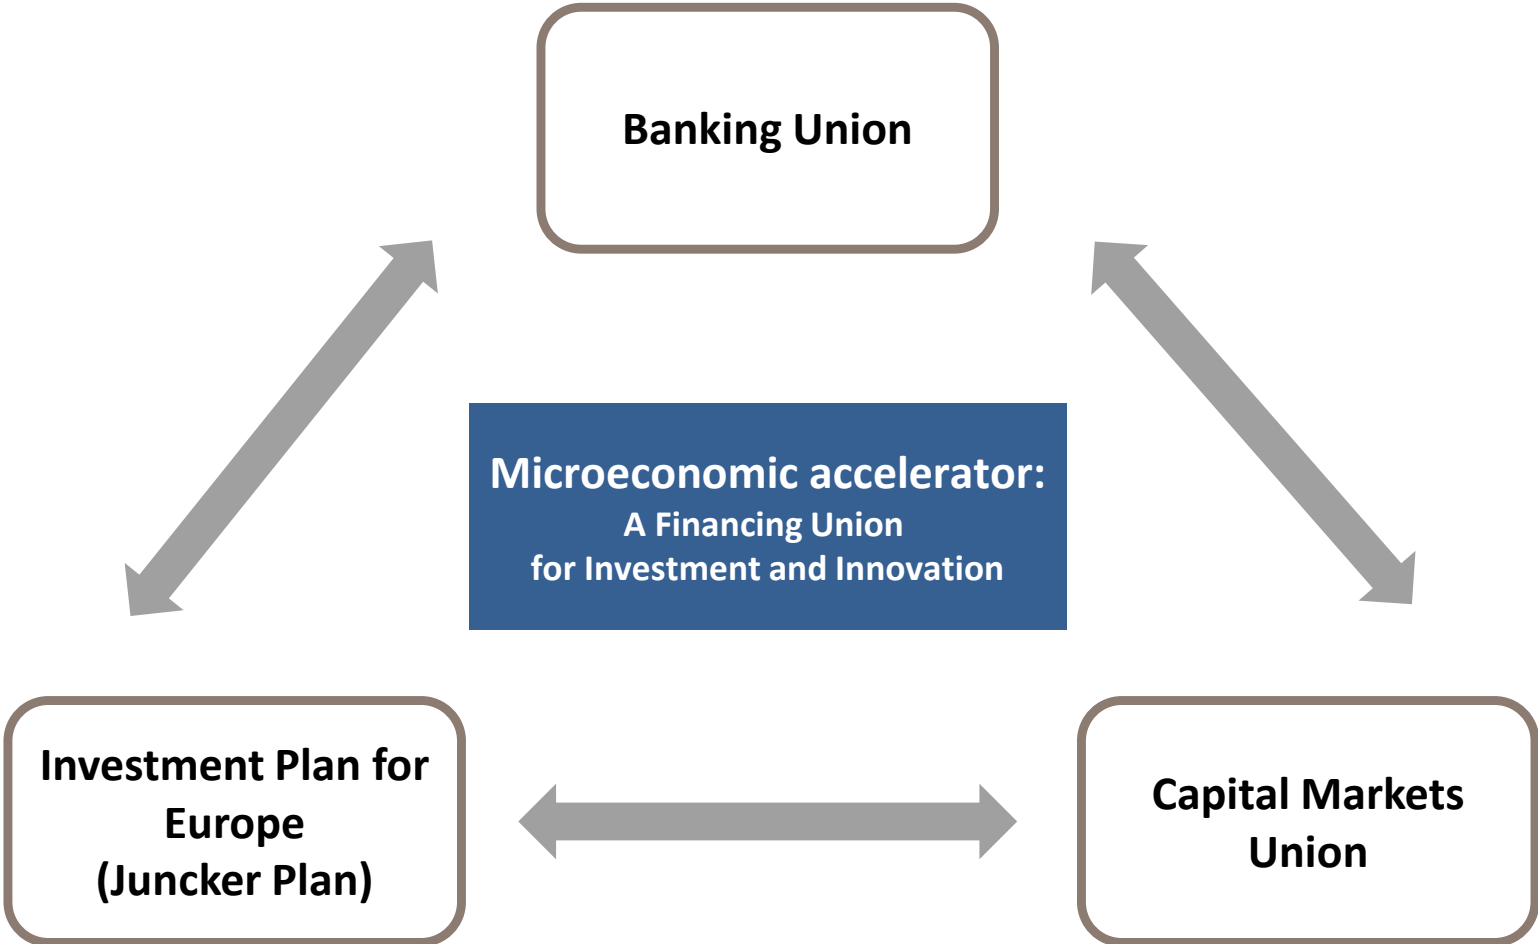 Banking Union
Microeconomic accelerator:
A Financing Union
for Investment and Innovation
Investment Plan for
Europe
(Juncker Plan)
Capital Markets
Union